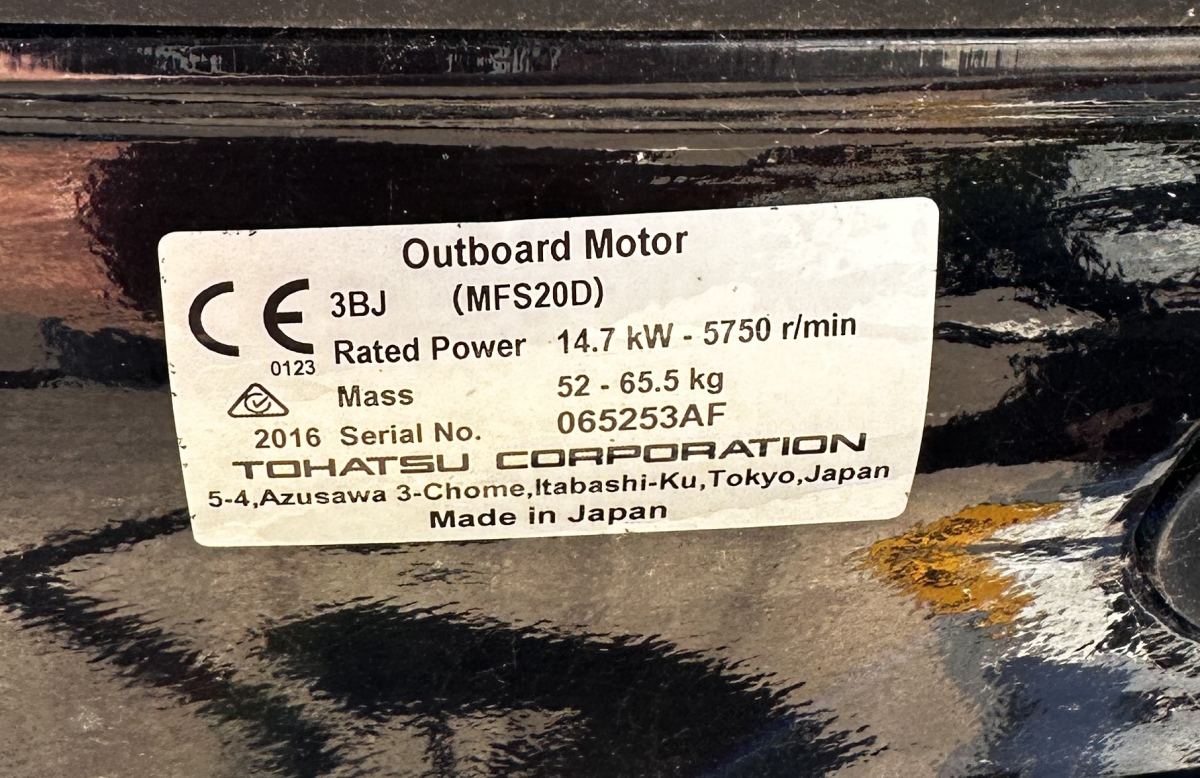 Outboard Motor
CE 3BJ (MFS20D)
0123 Rated Power 14.7 kW - 5750 r/min
Mass 52 - 65.5 kg
2016 Serial No. 065253AF
TOHATSU CORPORATION
5-4,Azusawa 3-Chome,Itabashi-Ku,Tokyo,Japan
Made in Japan